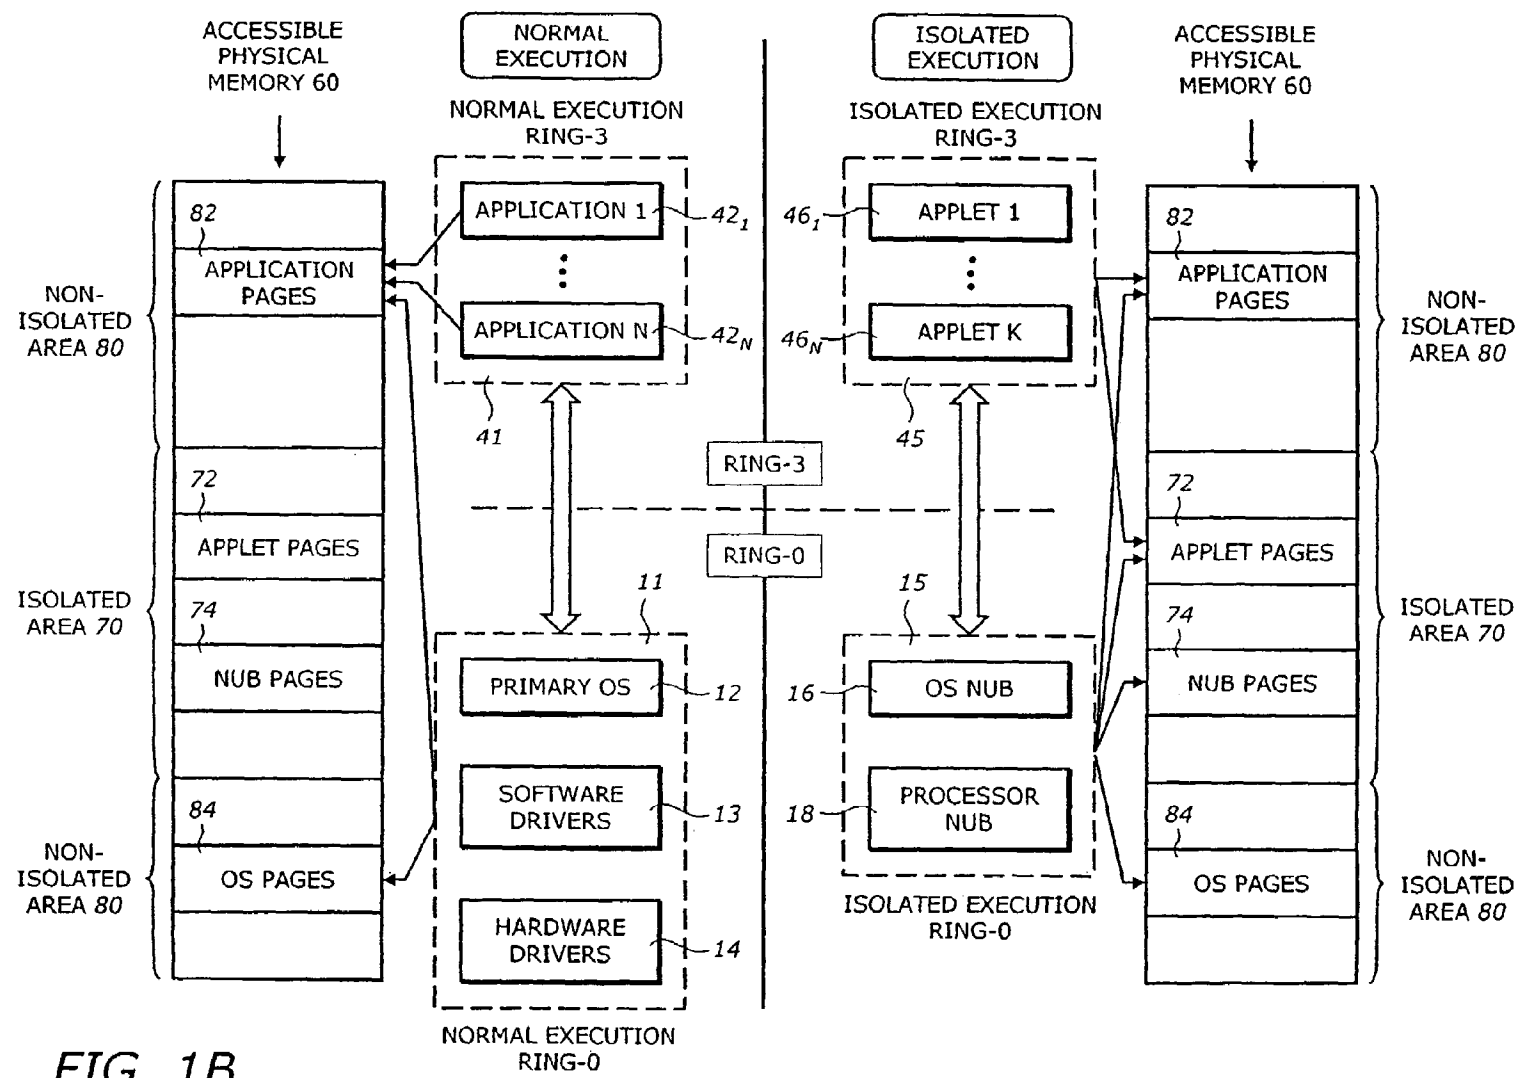 ACCESSIBLE
PHYSICAL
MEMORY 60
NORMAL
EXECUTION
ISOLATED
EXECUTION
ACCESSIBLE
PHYSICAL
MEMORY 60
NORMAL EXECUTION
RING-3
ISOLATED EXECUTION
RING-3
82
APPLICATION
PAGES
NON-
ISOLATED
AREA 80
72
APPLET PAGES
74
NUB PAGES
ISOLATED
AREA 70
84
OS PAGES
NON-
ISOLATED
AREA 80
APPLICATION 1
42₁
APPLICATION N
42N
41
RING-3
RING-0
11
PRIMARY OS
12
SOFTWARE
DRIVERS
13
HARDWARE
DRIVERS
14
NORMAL EXECUTION
RING-0
46₁
APPLET 1
46N
APPLET K
45
15
16
OS NUB
18
PROCESSOR
NUB
ISOLATED EXECUTION
RING-0
82
APPLICATION
PAGES
NON-
ISOLATED
AREA 80
72
APPLET PAGES
74
NUB PAGES
ISOLATED
AREA 70
84
OS PAGES
NON-
ISOLATED
AREA 80
FIG. 1B